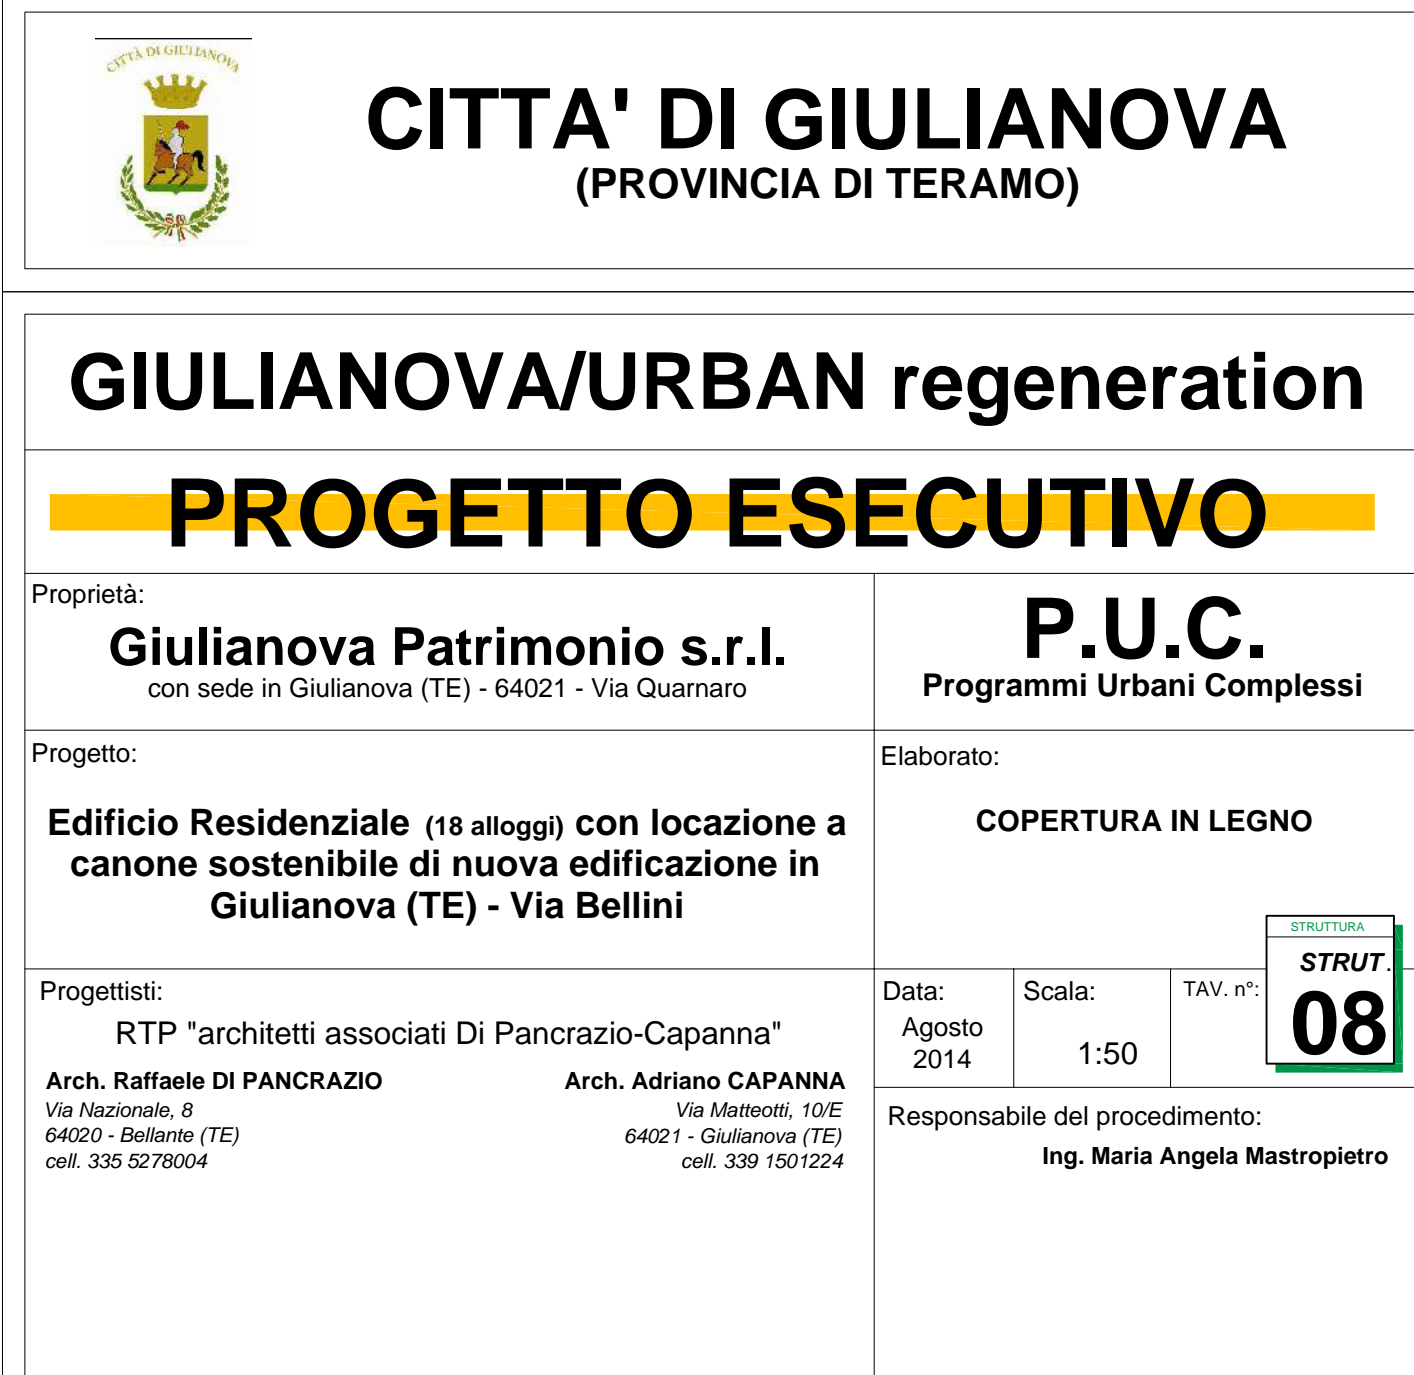 CITTÀ DI GIULIANOVA
CITTA' DI GIULIANOVA
(PROVINCIA DI TERAMO)
GIULIANOVA/URBAN regeneration
PROGETTO ESECUTIVO
Proprietà:
Giulianova Patrimonio s.r.l.
con sede in Giulianova (TE) - 64021 - Via Quarnaro
P.U.C.
Programmi Urbani Complessi
Progetto:
Edificio Residenziale (18 alloggi) con locazione a
canone sostenibile di nuova edificazione in
Giulianova (TE) - Via Bellini
Elaborato:
COPERTURA IN LEGNO
STRUTTURA
STRUT.
08
Progettisti:
RTP "architetti associati Di Pancrazio-Capanna"
Arch. Raffaele DI PANCRAZIO
Via Nazionale, 8
64020 - Bellante (TE)
cell. 335 5278004
Arch. Adriano CAPANNA
Via Matteotti, 10/E
64021 - Giulianova (TE)
cell. 339 1501224
Data:
Agosto
2014
Scala:
1:50
TAV. n°:
Responsabile del procedimento:
Ing. Maria Angela Mastropietro